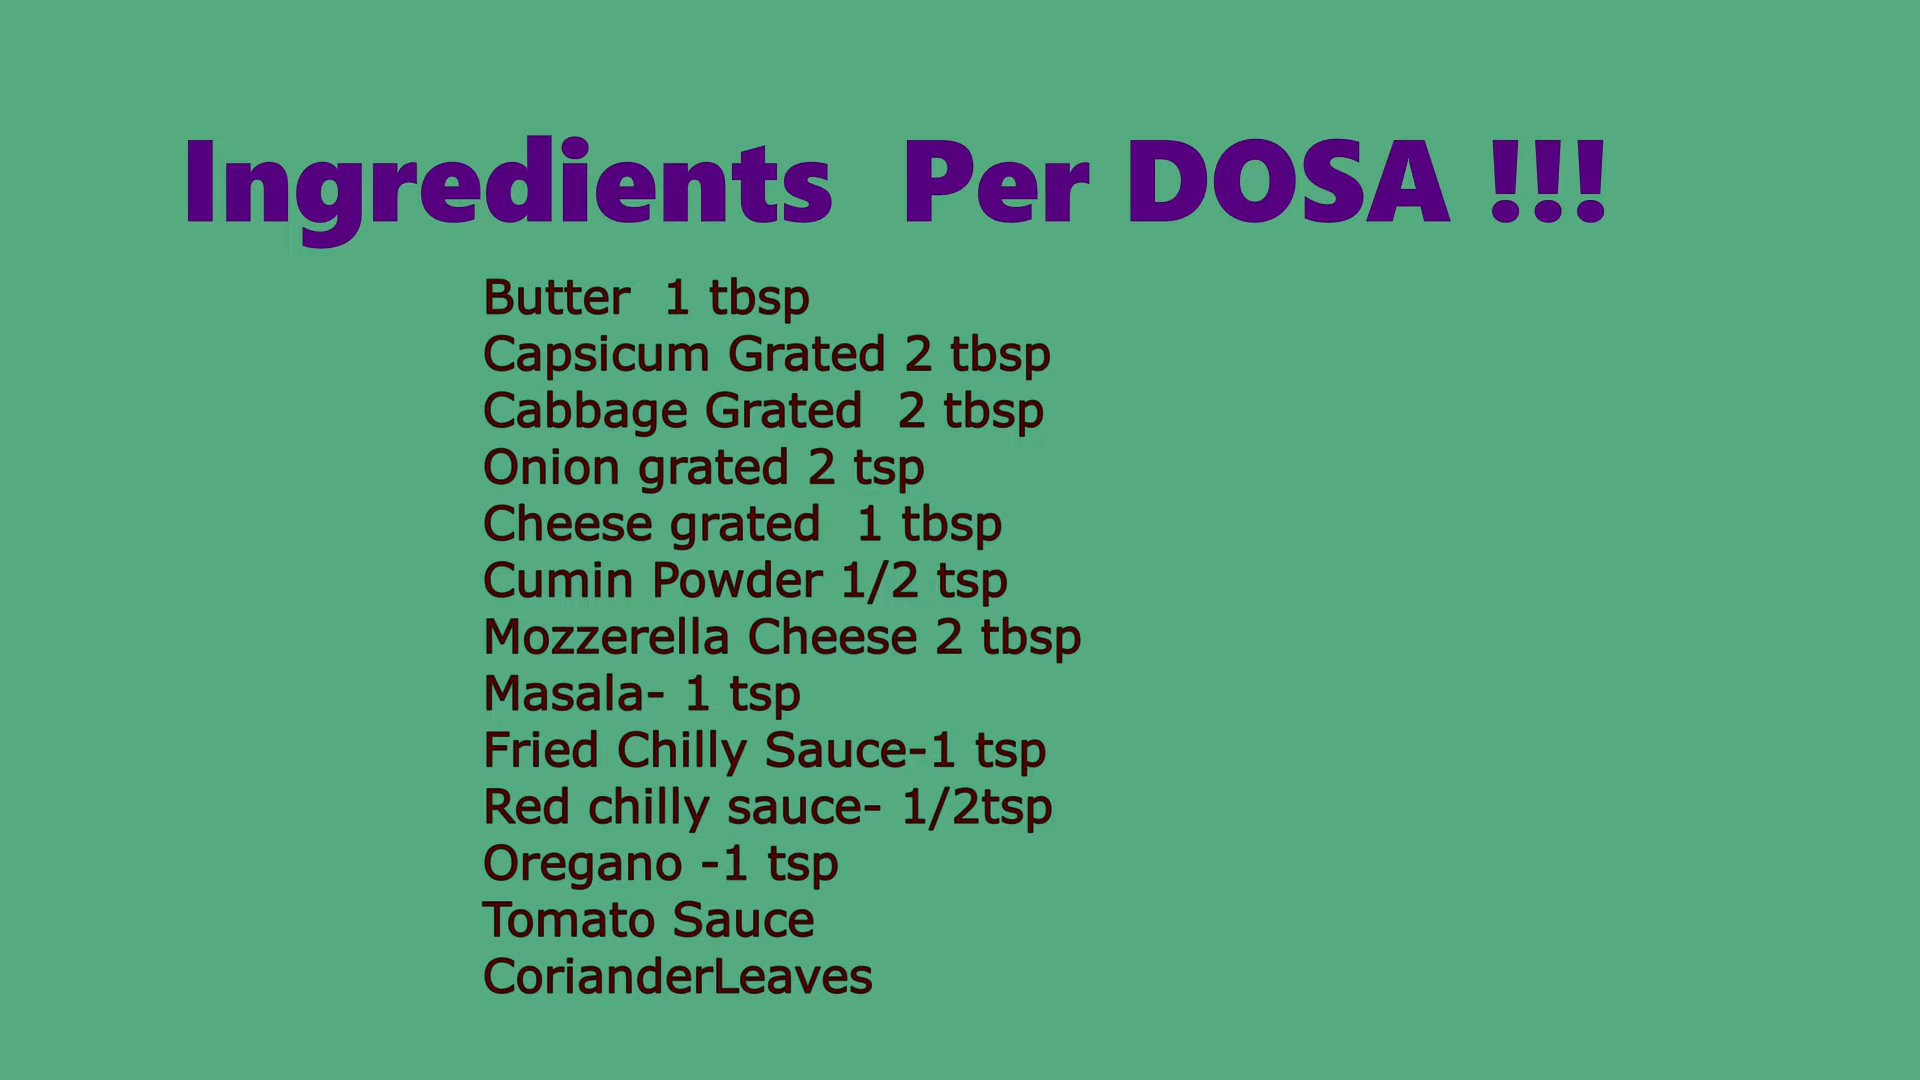 Ingredients  Per DOSA !!!
Butter  1 tbsp
Capsicum Grated 2 tbsp
Cabbage Grated  2 tbsp
Onion grated 2 tsp
Cheese grated  1 tbsp
Cumin Powder 1/2 tsp
Mozzerella Cheese 2 tbsp
Masala- 1 tsp
Fried Chilly Sauce-1 tsp
Red chilly sauce- 1/2tsp
Oregano -1 tsp
Tomato Sauce
CorianderLeaves